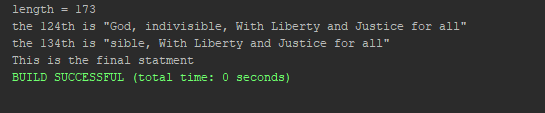 length = 173
the 124th is "God, indivisible, With Liberty and Justice for all"
the 134th is "sible, With Liberty and Justice for all"
This is the final statment
BUILD SUCCESSFUL (total time: 0 seconds)